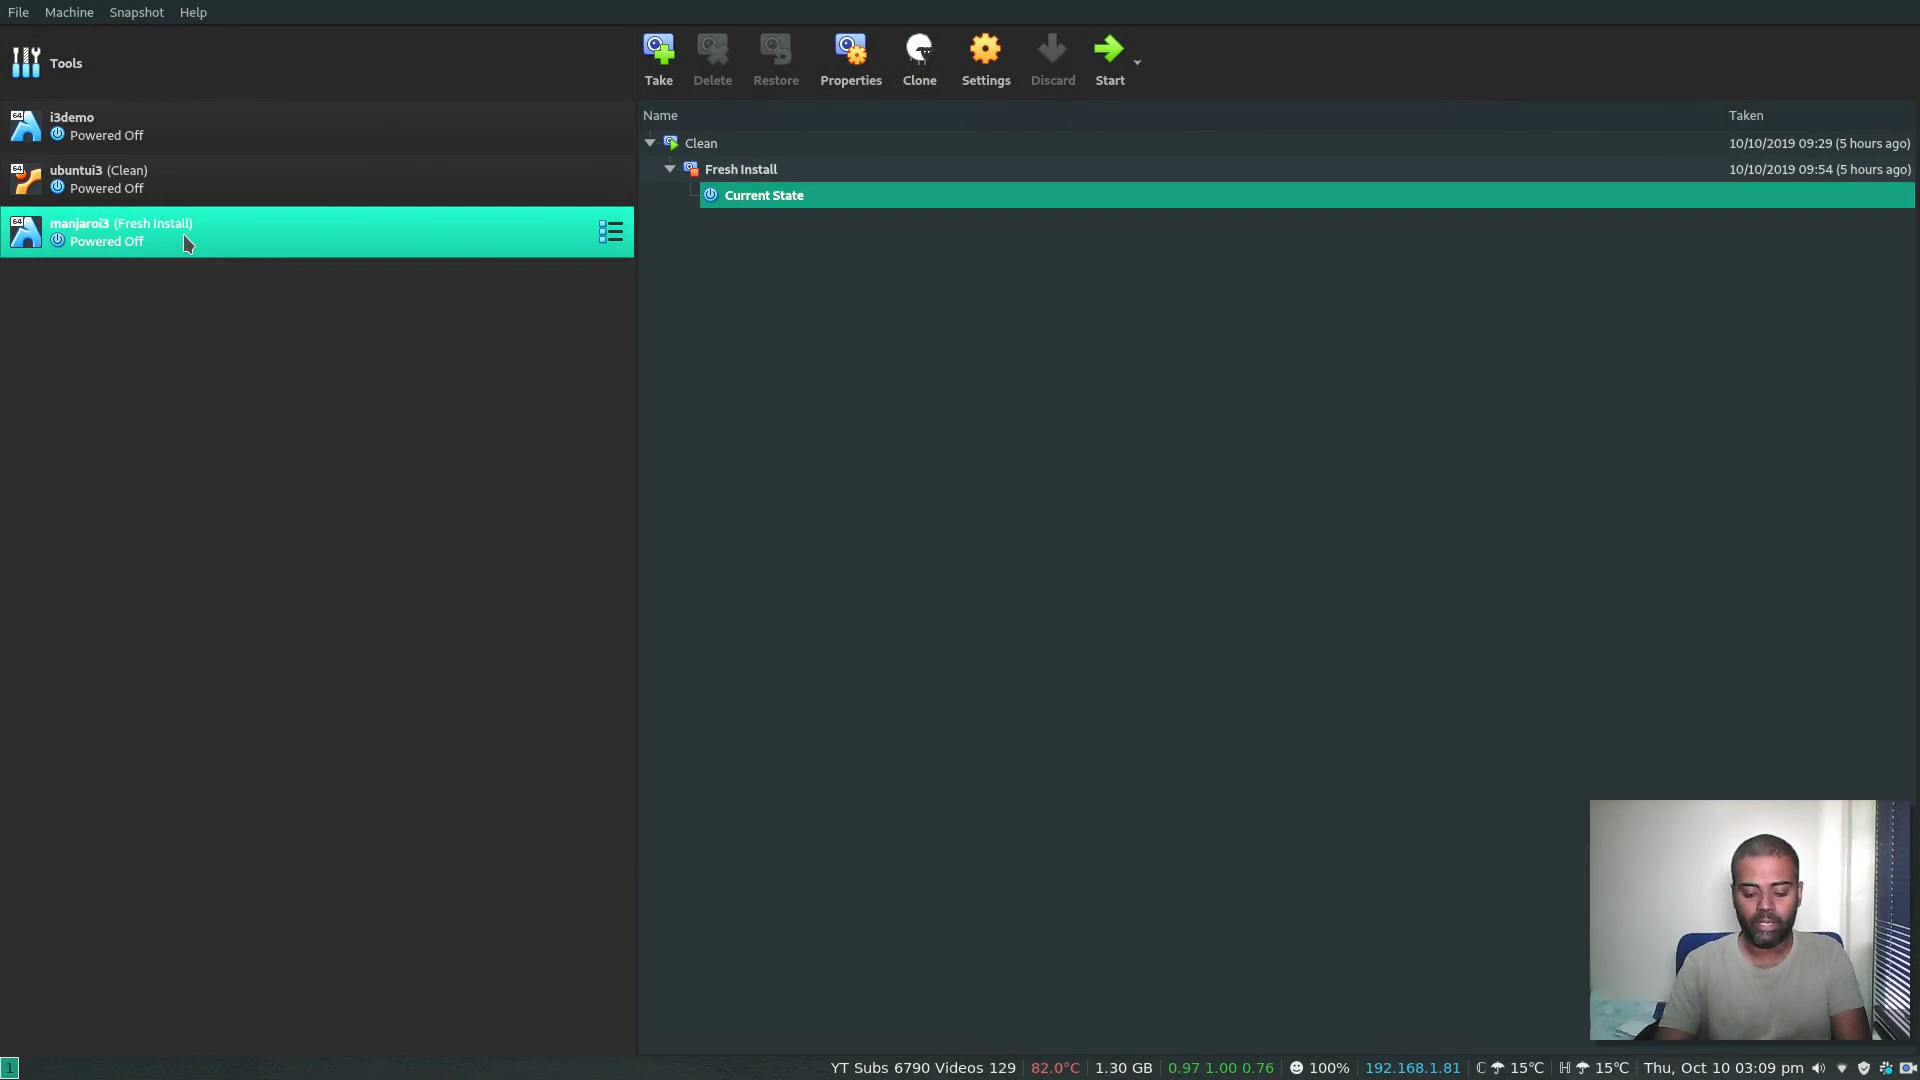 File Machine Snapshot Help
Tools
Take Delete Restore Properties Clone Settings Discard Start
64 i3demo
Powered Off
64 ubuntui3 (Clean)
Powered Off
64 manjaroi3 (Fresh Install)
Powered Off
Name Taken
Clean 10/10/2019 09:29 (5 hours ago)
Fresh Install 10/10/2019 09:54 (5 hours ago)
Current State
1 YT Subs 6790 Videos 129 82.0°C 1.30 GB 0.97 1.00 0.76 100% 192.168.1.81 C 15°C H 15°C Thu, Oct 10 03:09 pm